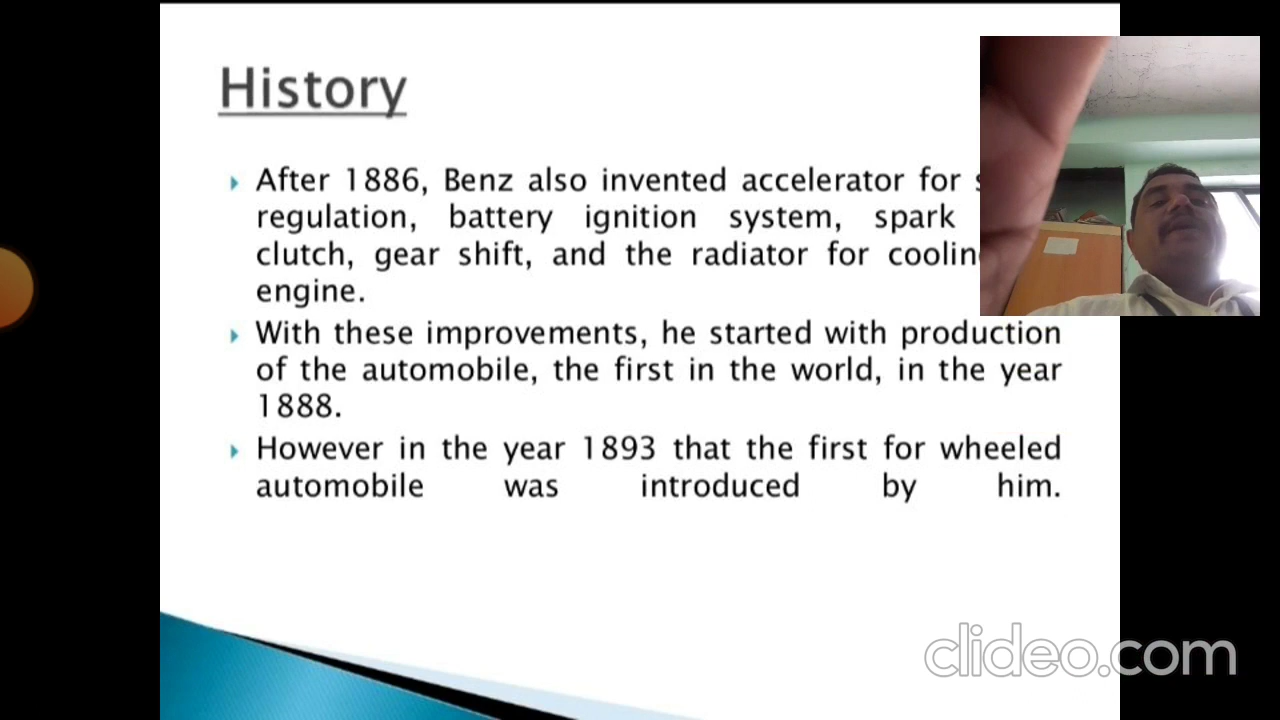 History
After 1886, Benz also invented accelerator for
regulation, battery ignition system, spark
clutch, gear shift, and the radiator for
engine.
With these improvements, he started with production
of the automobile, the first in the world, in the year
1888.
However in the year 1893 that the first for wheeled
automobile was introduced by him.
clideo.com